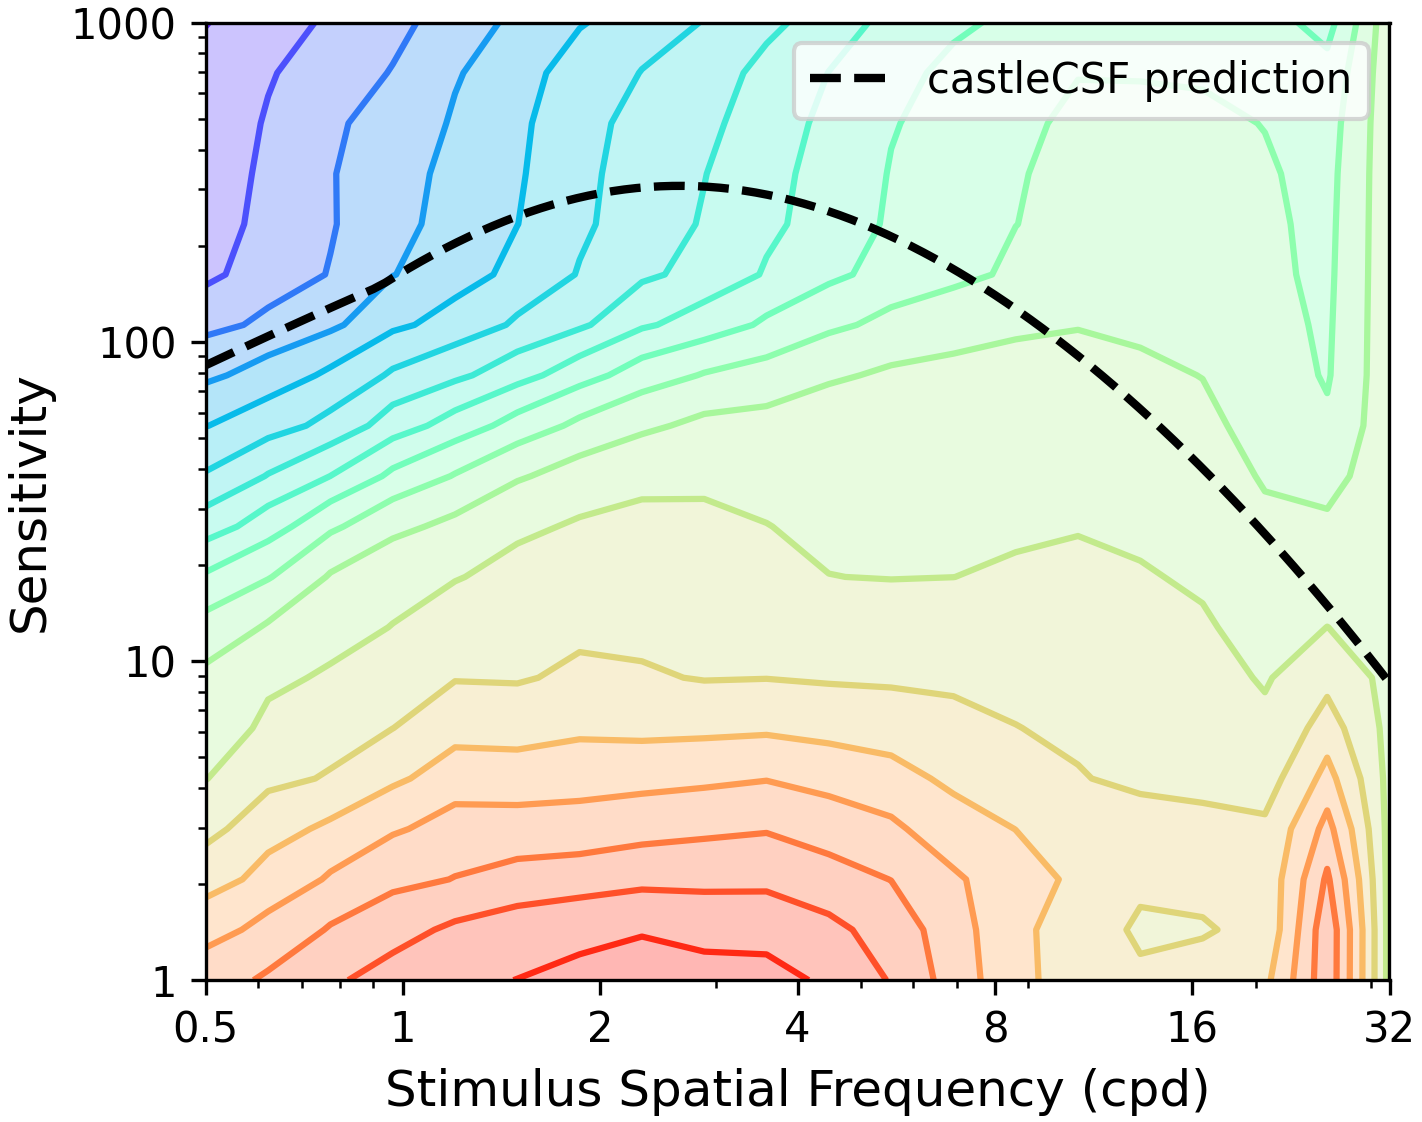 1000
castleCSF prediction
100
Sensitivity
10
1
0.5 1 2 4 8 16 32
Stimulus Spatial Frequency (cpd)